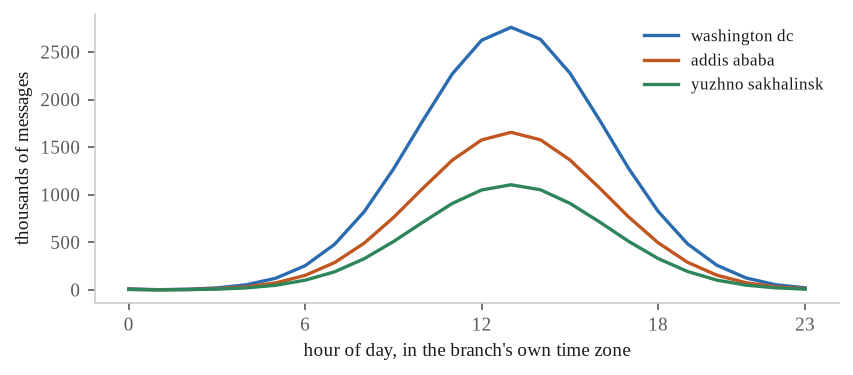 thousands of messages
2500
2000
1500
1000
500
0
washington dc
addis ababa
yuzhno sakhalinsk
0 6 12 18 23
hour of day, in the branch's own time zone